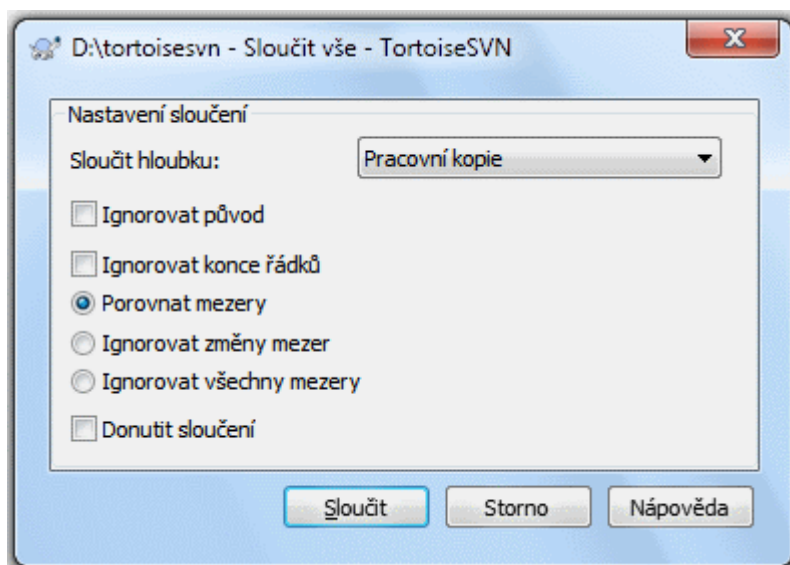 D:\tortoisesvn - Sloučit vše - TortoiseSVN
Nastavení sloučení
Sloučit hloubku:
Pracovní kopie
Ignorovat původ
Ignorovat konce řádků
Porovnat mezery
Ignorovat změny mezer
Ignorovat všechny mezery
Donutit sloučení
Sloučit
Storno
Nápověda